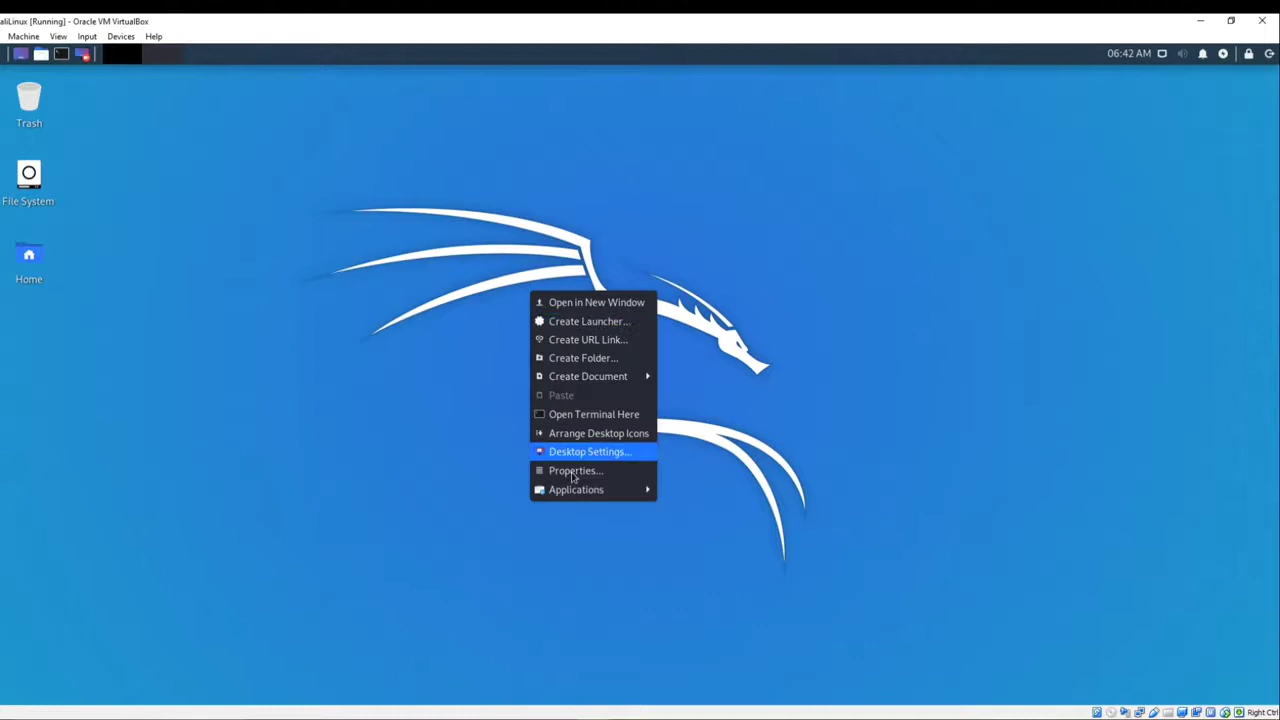 aliLinux [Running] - Oracle VM VirtualBox
Machine View Input Devices Help
06:42 AM
Trash
File System
Home
Open in New Window
Create Launcher...
Create URL Link...
Create Folder...
Create Document
Paste
Open Terminal Here
Arrange Desktop Icons
Desktop Settings...
Properties...
Applications
Right Ctrl